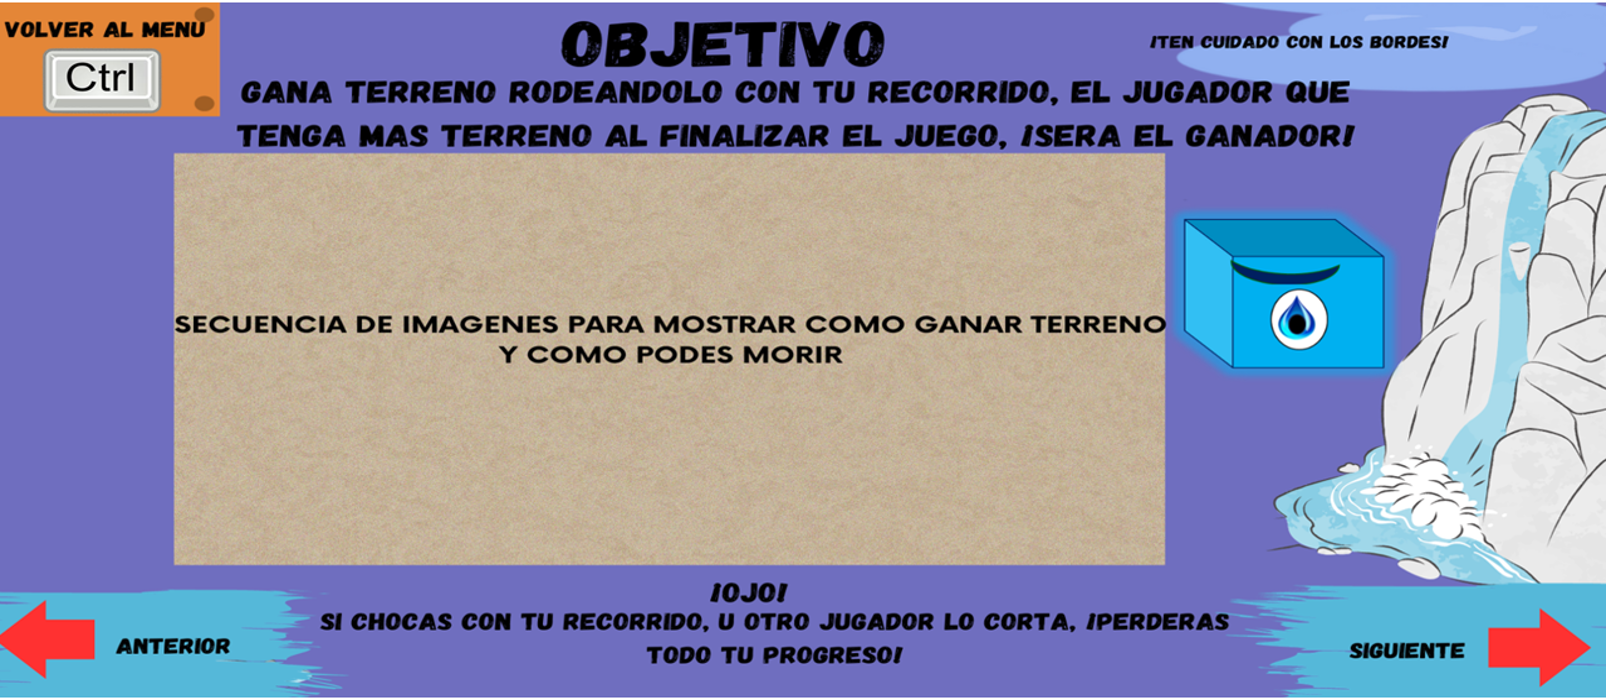 VOLVER AL MENU
Ctrl
OBJETIVO
¡TEN CUIDADO CON LOS BORDES!
GANA TERRENO RODEANDOLO CON TU RECORRIDO, EL JUGADOR QUE
TENGA MAS TERRENO AL FINALIZAR EL JUEGO, ¡SERA EL GANADOR!
SECUENCIA DE IMAGENES PARA MOSTRAR COMO GANAR TERRENO
Y COMO PODES MORIR
¡OJO!
SI CHOCAS CON TU RECORRIDO, U OTRO JUGADOR LO CORTA, ¡PERDERAS
TODO TU PROGRESO!
ANTERIOR
SIGUIENTE